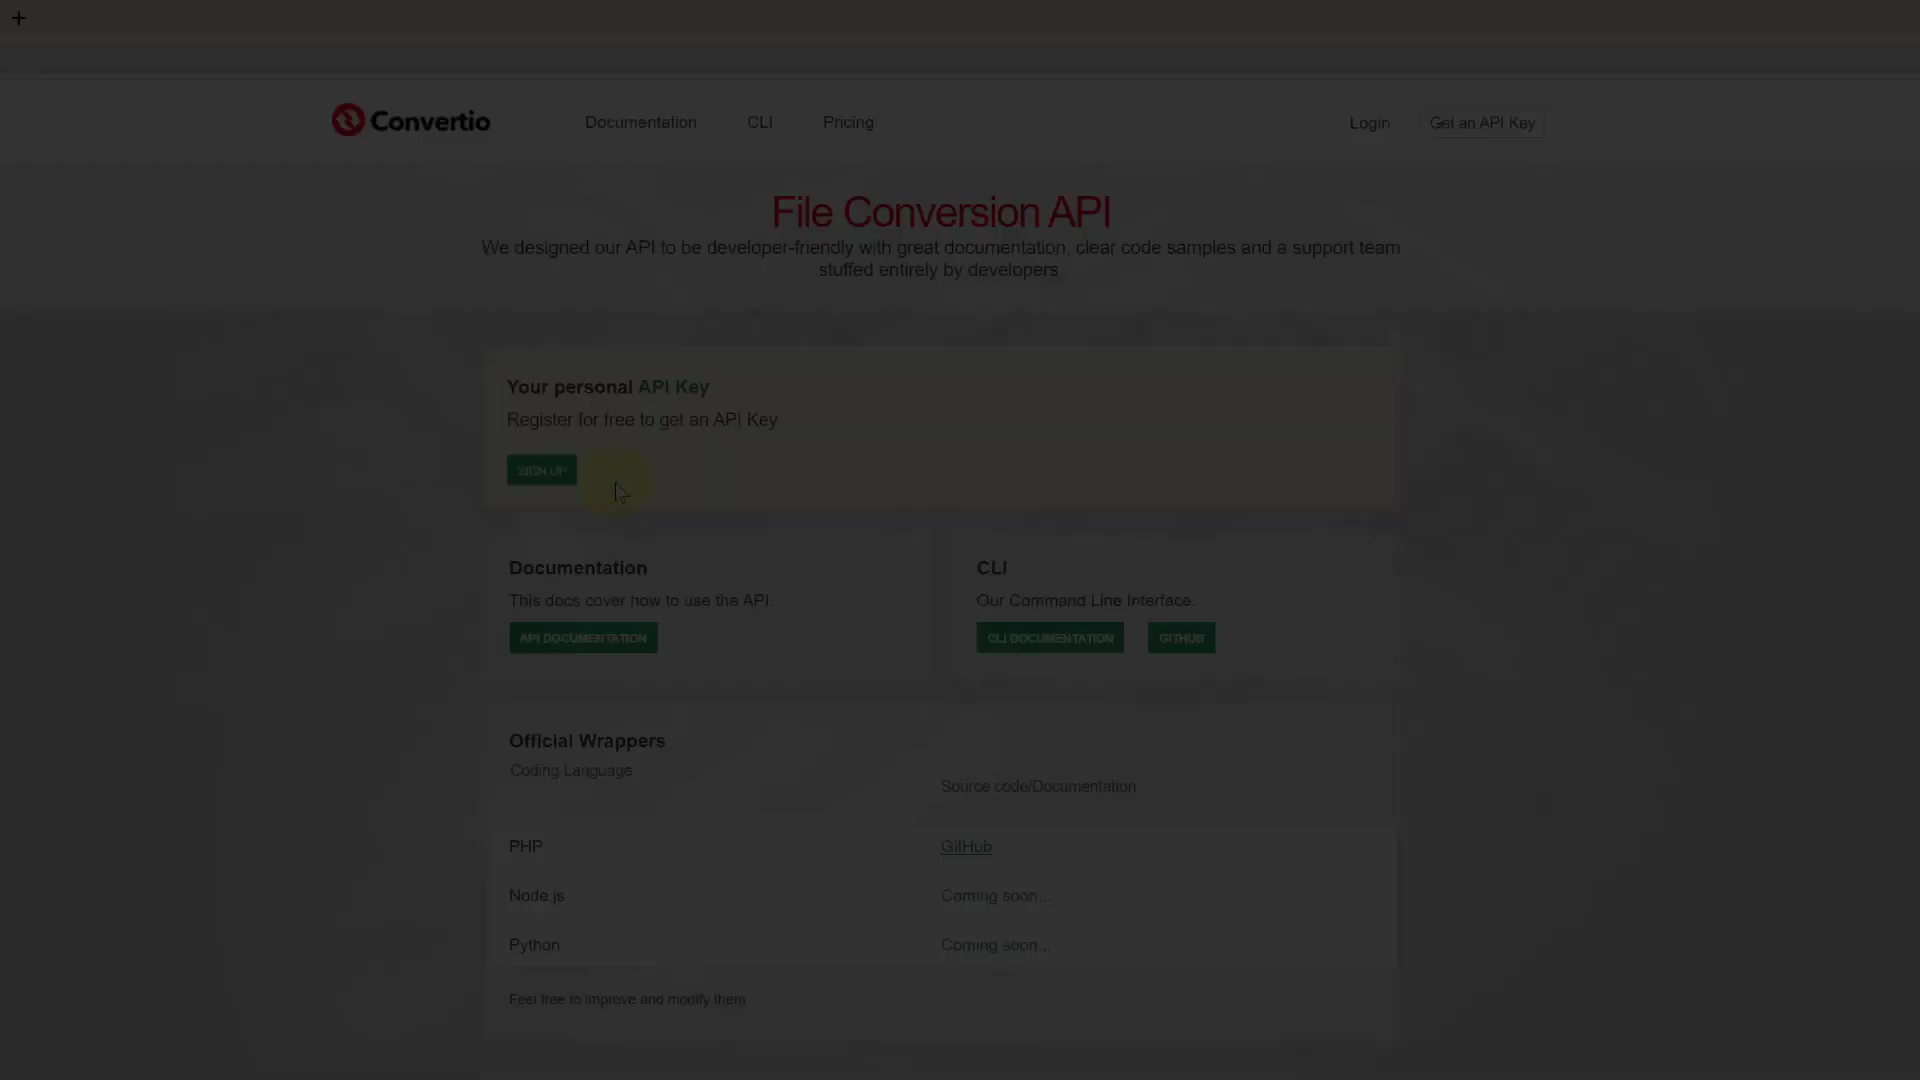 Convertio
Documentation
CLI
Pricing
Login
Get an API Key
File Conversion API
We designed our API to be developer-friendly with great documentation, clear code samples and a support team
stuffed entirely by developers
Your personal API Key
Register for free to get an API Key
SIGN UP
Documentation
This docs cover how to use the API.
API DOCUMENTATION
CLI
Our Command Line Interface.
CLI DOCUMENTATION
GITHUB
Official Wrappers
Coding Language
Source code/Documentation
PHP
GitHub
Node.js
Coming soon...
Python
Coming soon...
Feel free to improve and modify them